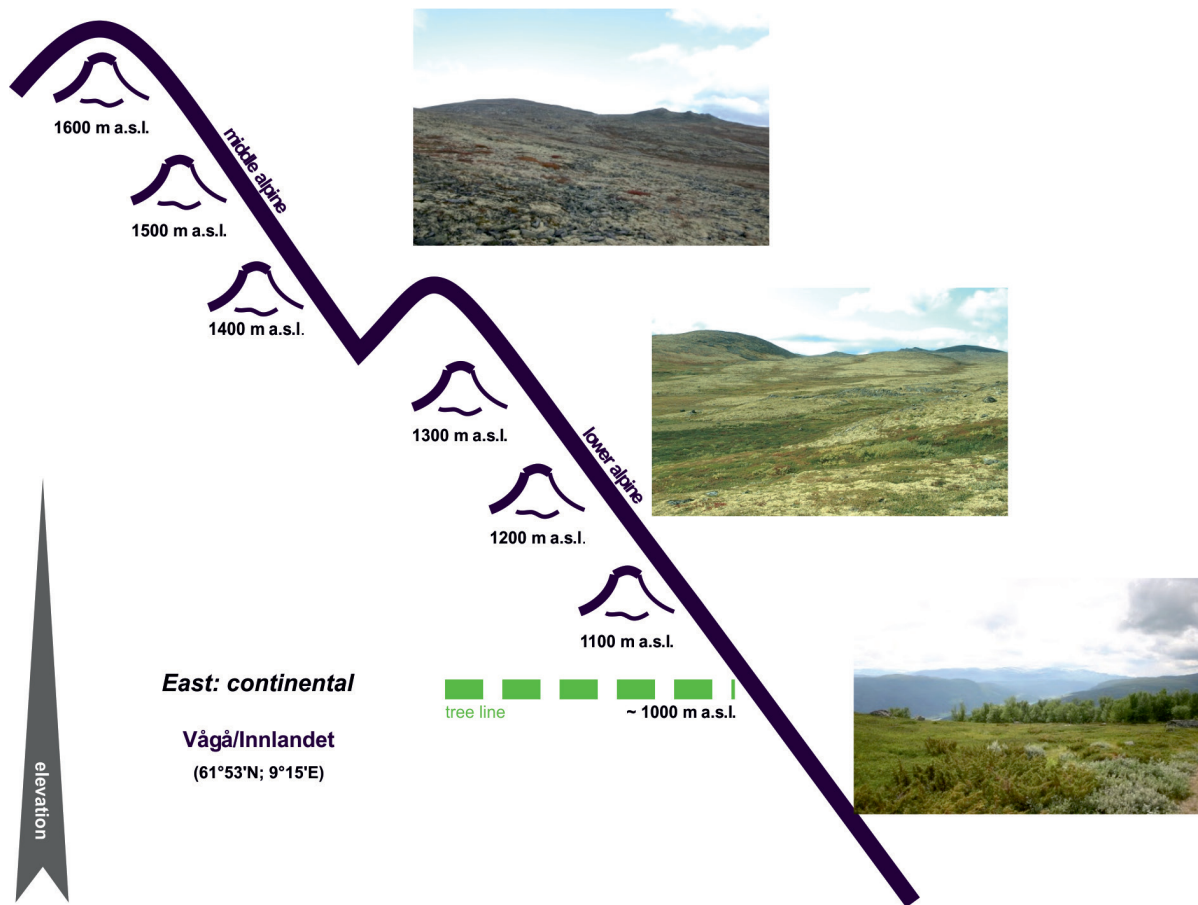 1600 m a.s.l.
middle alpine
1500 m a.s.l.
1400 m a.s.l.
1300 m a.s.l.
lower alpine
1200 m a.s.l.
1100 m a.s.l.
East: continental
tree line
~ 1000 m a.s.l.
Vågå/Innlandet
(61°53'N; 9°15'E)
elevation